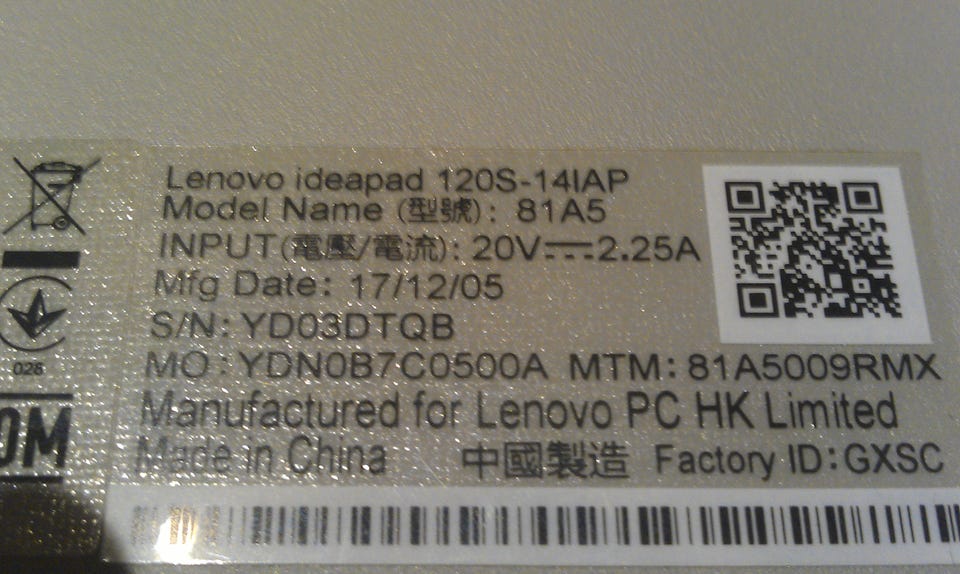 Lenovo ideapad 120S-14IAP
Model Name (型號): 81A5
INPUT(電壓/電流): 20V⎓2.25A
Mfg Date: 17/12/05
S/N: YD03DTQB
MO: YDN0B7C0500A MTM: 81A5009RMX
Manufactured for Lenovo PC HK Limited
Made in China 中國製造 Factory ID: GXSC
028
OM